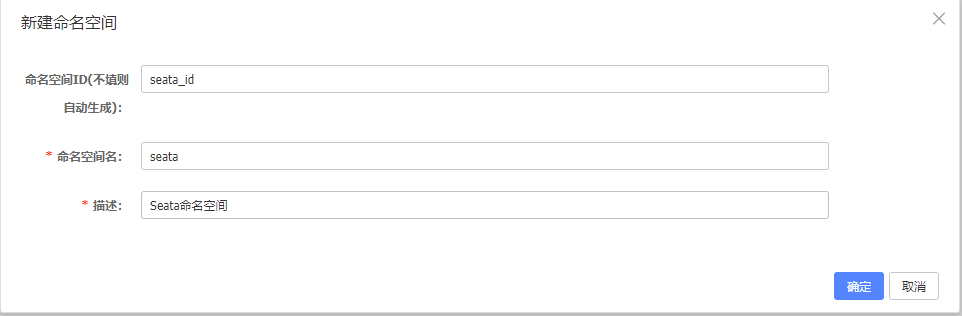 新建命名空间
命名空间ID(不填则
自动生成)：
seata_id
* 命名空间名：
seata
* 描述：
Seata命名空间
确定
取消